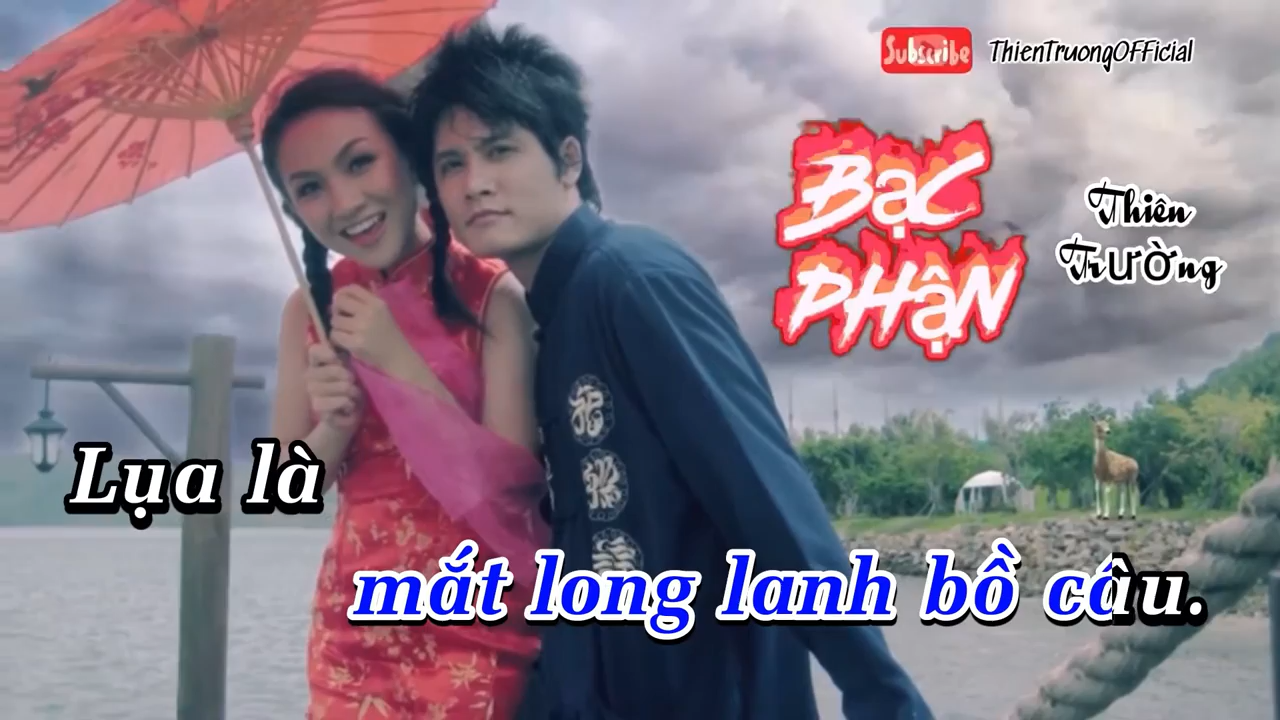 Subscribe ThienTruongOFFicial
BạC
PHậN
Thiên
Trường
Lụa là
mắt long lanh bồ câu.